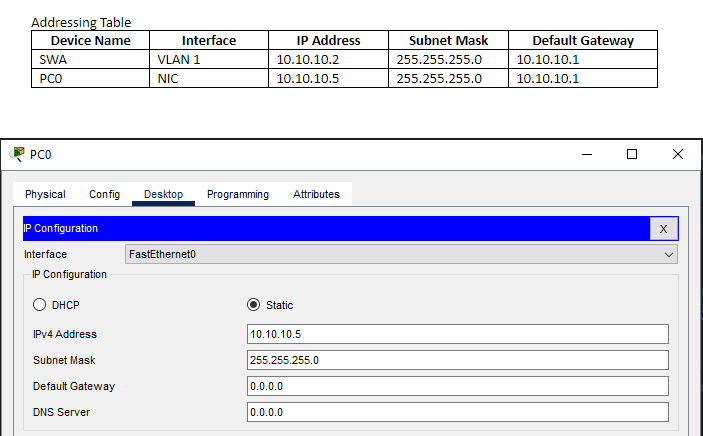 Addressing Table
Device Name Interface IP Address Subnet Mask Default Gateway
SWA VLAN 1 10.10.10.2 255.255.255.0 10.10.10.1
PC0 NIC 10.10.10.5 255.255.255.0 10.10.10.1
PC0
Physical Config Desktop Programming Attributes
IP Configuration X
Interface FastEthernet0
IP Configuration
DHCP Static
IPv4 Address 10.10.10.5
Subnet Mask 255.255.255.0
Default Gateway 0.0.0.0
DNS Server 0.0.0.0